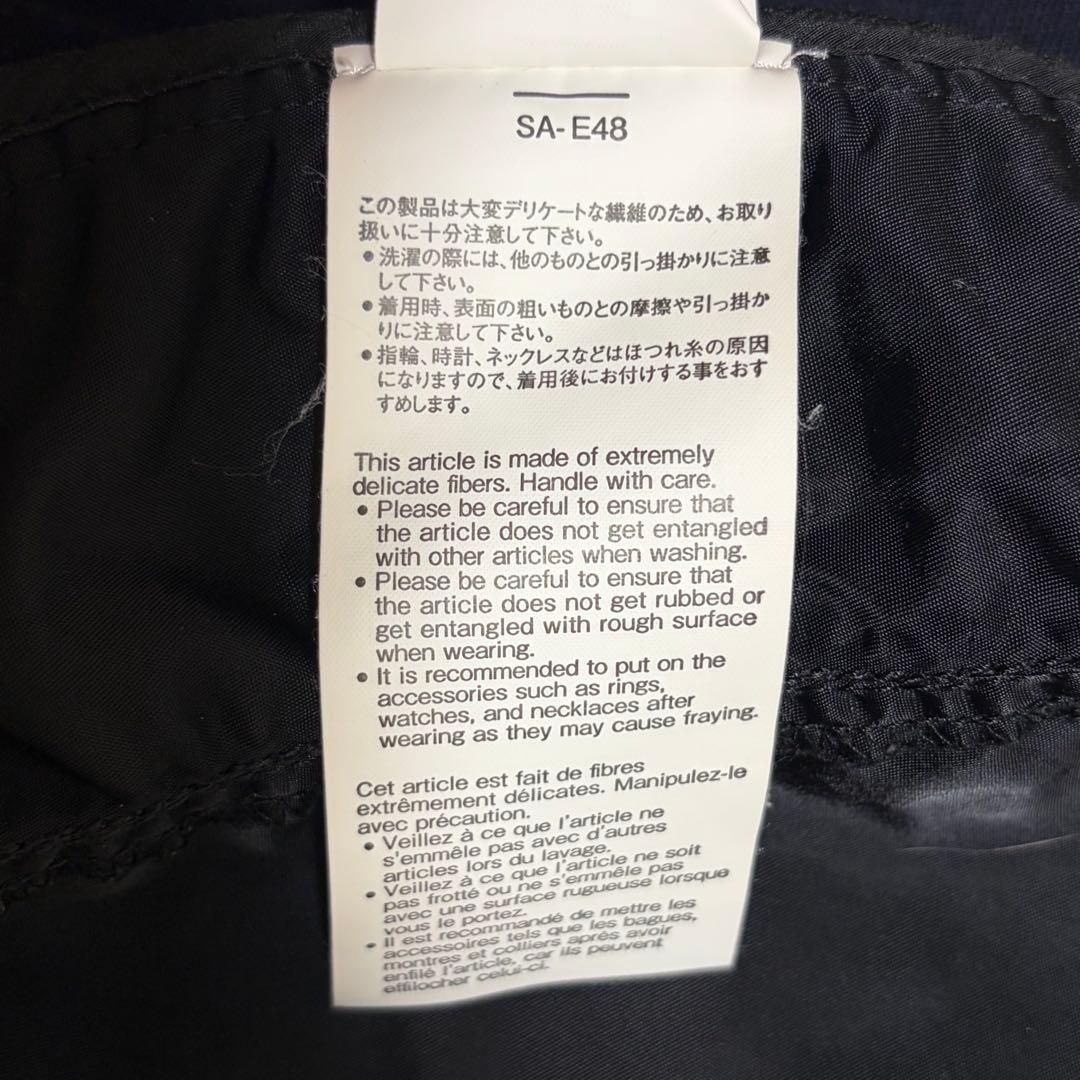 SA- E48
この製品は大変デリケートな繊維のため、お取り
扱いに十分注意して下さい。
●洗濯の際には、他のものとの引っ掛かりに注意
して下さい。
●着用時、表面の粗いものとの摩擦や引っ掛か
りに注意して下さい。
●指輪、時計、ネックレスなどはほつれ糸の原因
になりますので、着用後にお付けする事をおす
すめします。
This article is made of extremely
delicate fibers. Handle with care.
● Please be careful to ensure that
the article does not get entangled
with other articles when washing.
● Please be careful to ensure that
the article does not get rubbed or
get entangled with rough surface
when wearing.
● It is recommended to put on the
accessories such as rings,
watches, and necklaces after
wearing as they may cause fraying.
Cet article est fait de fibres
extrêmement délicates. Manipulez-le
avec précaution.
● Veillez à ce que l'article ne
s'emmêle pas avec d'autres
articles lors du lavage.
● Veillez à ce que l'article ne soit
pas frotté ou ne s'emmêle pas
avec une surface rugueuse lorsque
vous le portez.
● Il est recommandé de mettre les
accessoires tels que les bagues,
montres et colliers après avoir
enfilé l'article, car ils peuvent
effilocher celui-ci.